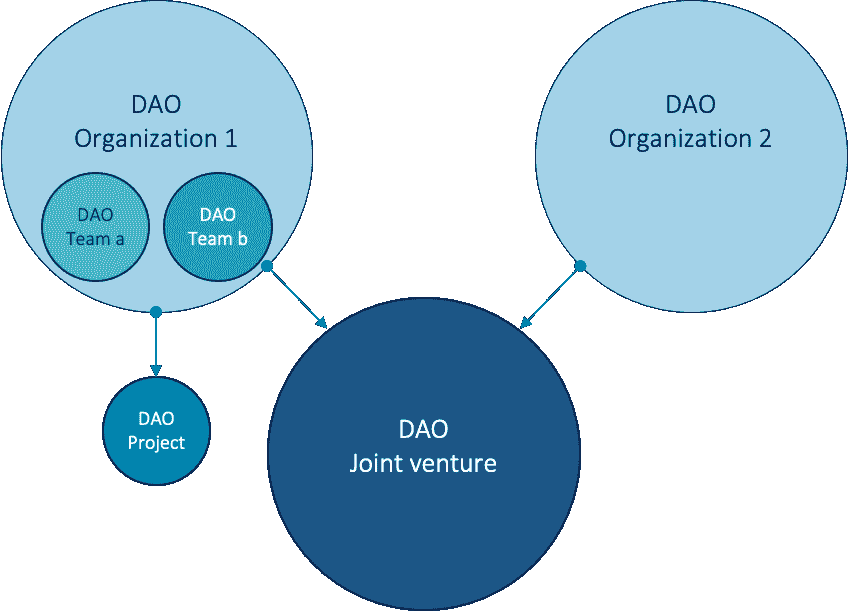 DAO
Organization 1
DAO
Team a
DAO
Team b
DAO
Organization 2
DAO
Project
DAO
Joint venture